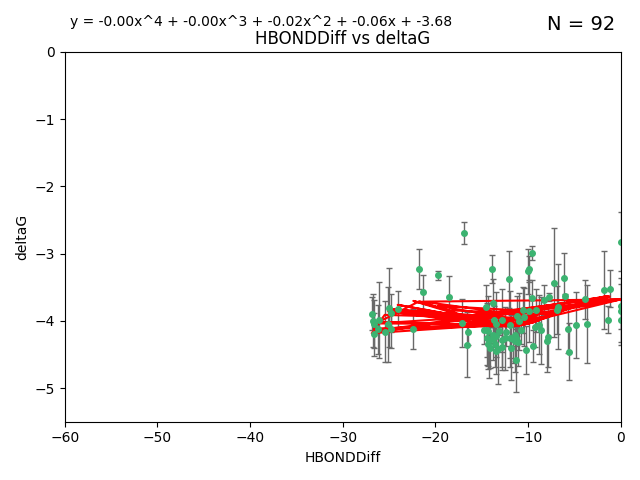 y = -0.00x^4 + -0.00x^3 + -0.02x^2 + -0.06x + -3.68
N = 92
HBONDDiff vs deltaG
0
−1
−2
−3
−4
−5
deltaG
−60 −50 −40 −30 −20 −10 0
HBONDDiff